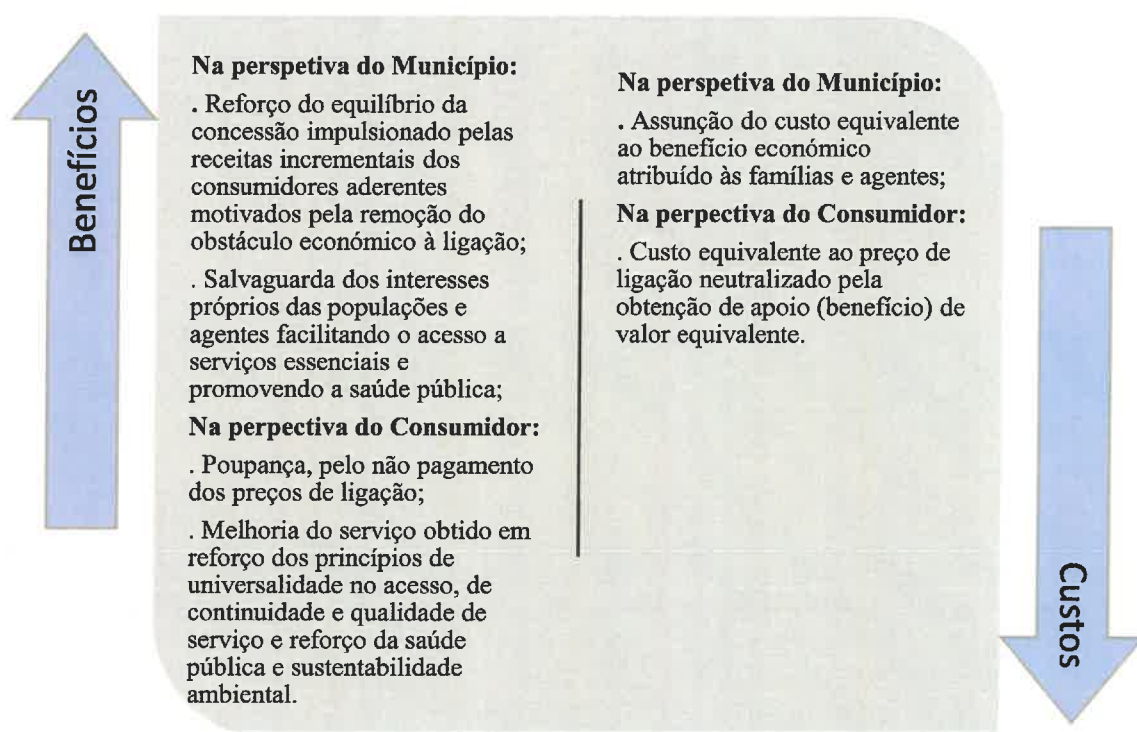 Benefícios
Na perspetiva do Município:
. Reforço do equilíbrio da
concessão impulsionado pelas
receitas incrementais dos
consumidores aderentes
motivados pela remoção do
obstáculo económico à ligação;
. Salvaguarda dos interesses
próprios das populações e
agentes facilitando o acesso a
serviços essenciais e
promovendo a saúde pública;
Na perpectiva do Consumidor:
. Poupança, pelo não pagamento
dos preços de ligação;
. Melhoria do serviço obtido em
reforço dos princípios de
universalidade no acesso, de
continuidade e qualidade de
serviço e reforço da saúde
pública e sustentabilidade
ambiental.
Na perspetiva do Município:
. Assunção do custo equivalente
ao benefício económico
atribuído às famílias e agentes;
Na perpectiva do Consumidor:
. Custo equivalente ao preço de
ligação neutralizado pela
obtenção de apoio (benefício) de
valor equivalente.
Custos